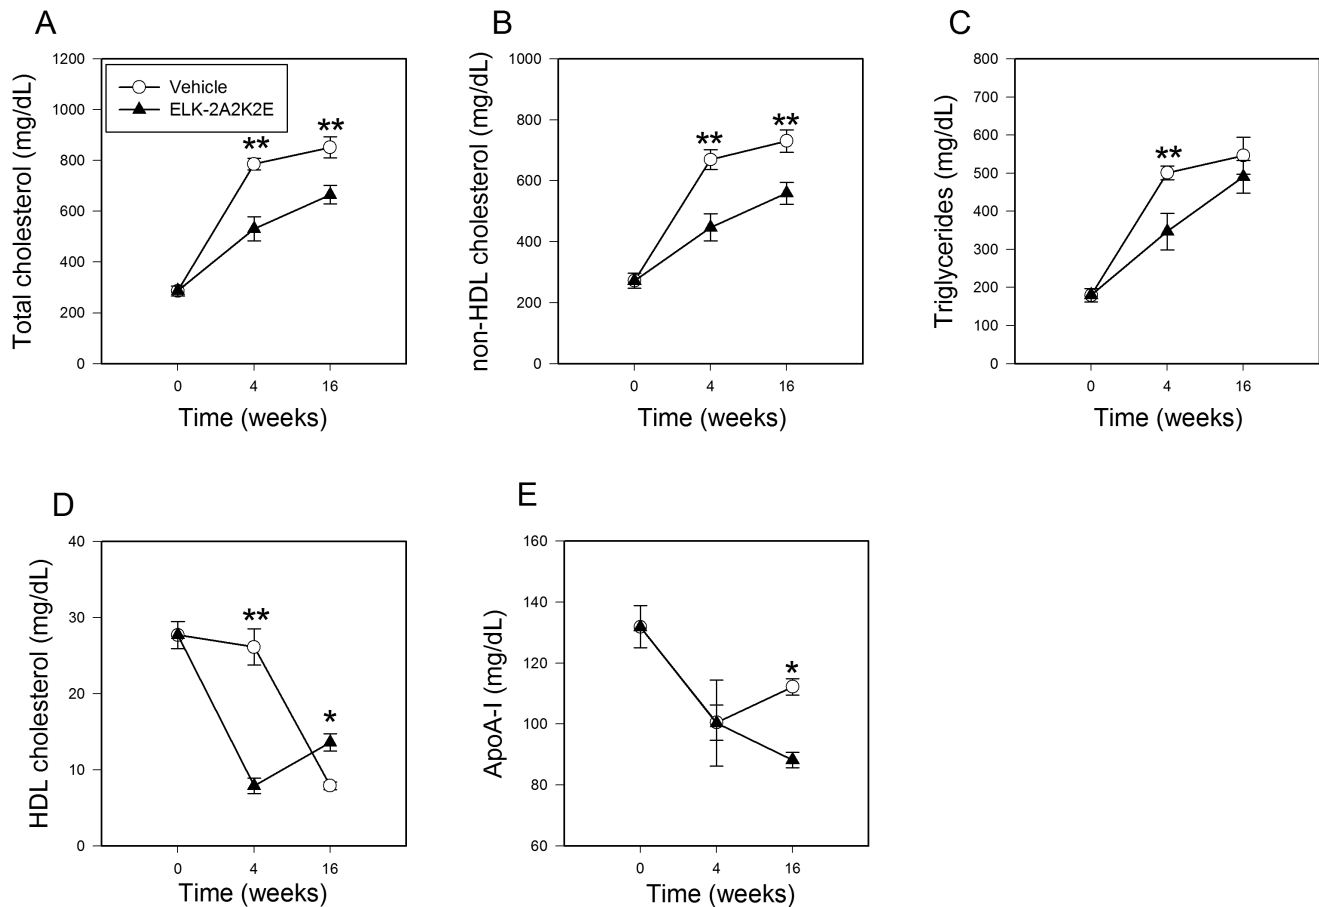 A
Total cholesterol (mg/dL)
1200
1000
800
600
400
200
0
Vehicle
ELK-2A2K2E
**
**
0 4 16
Time (weeks)
B
non-HDL cholesterol (mg/dL)
1000
800
600
400
200
0
**
**
0 4 16
Time (weeks)
C
Triglycerides (mg/dL)
800
700
600
500
400
300
200
100
0
**
0 4 16
Time (weeks)
D
HDL cholesterol (mg/dL)
40
30
20
10
0
**
*
0 4 16
Time (weeks)
E
ApoA-I (mg/dL)
160
140
120
100
80
60
*
0 4 16
Time (weeks)